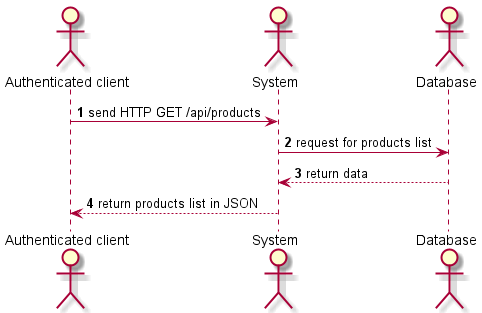 Authenticated client
System
Database
1 send HTTP GET /api/products
2 request for products list
3 return data
4 return products list in JSON
Authenticated client
System
Database